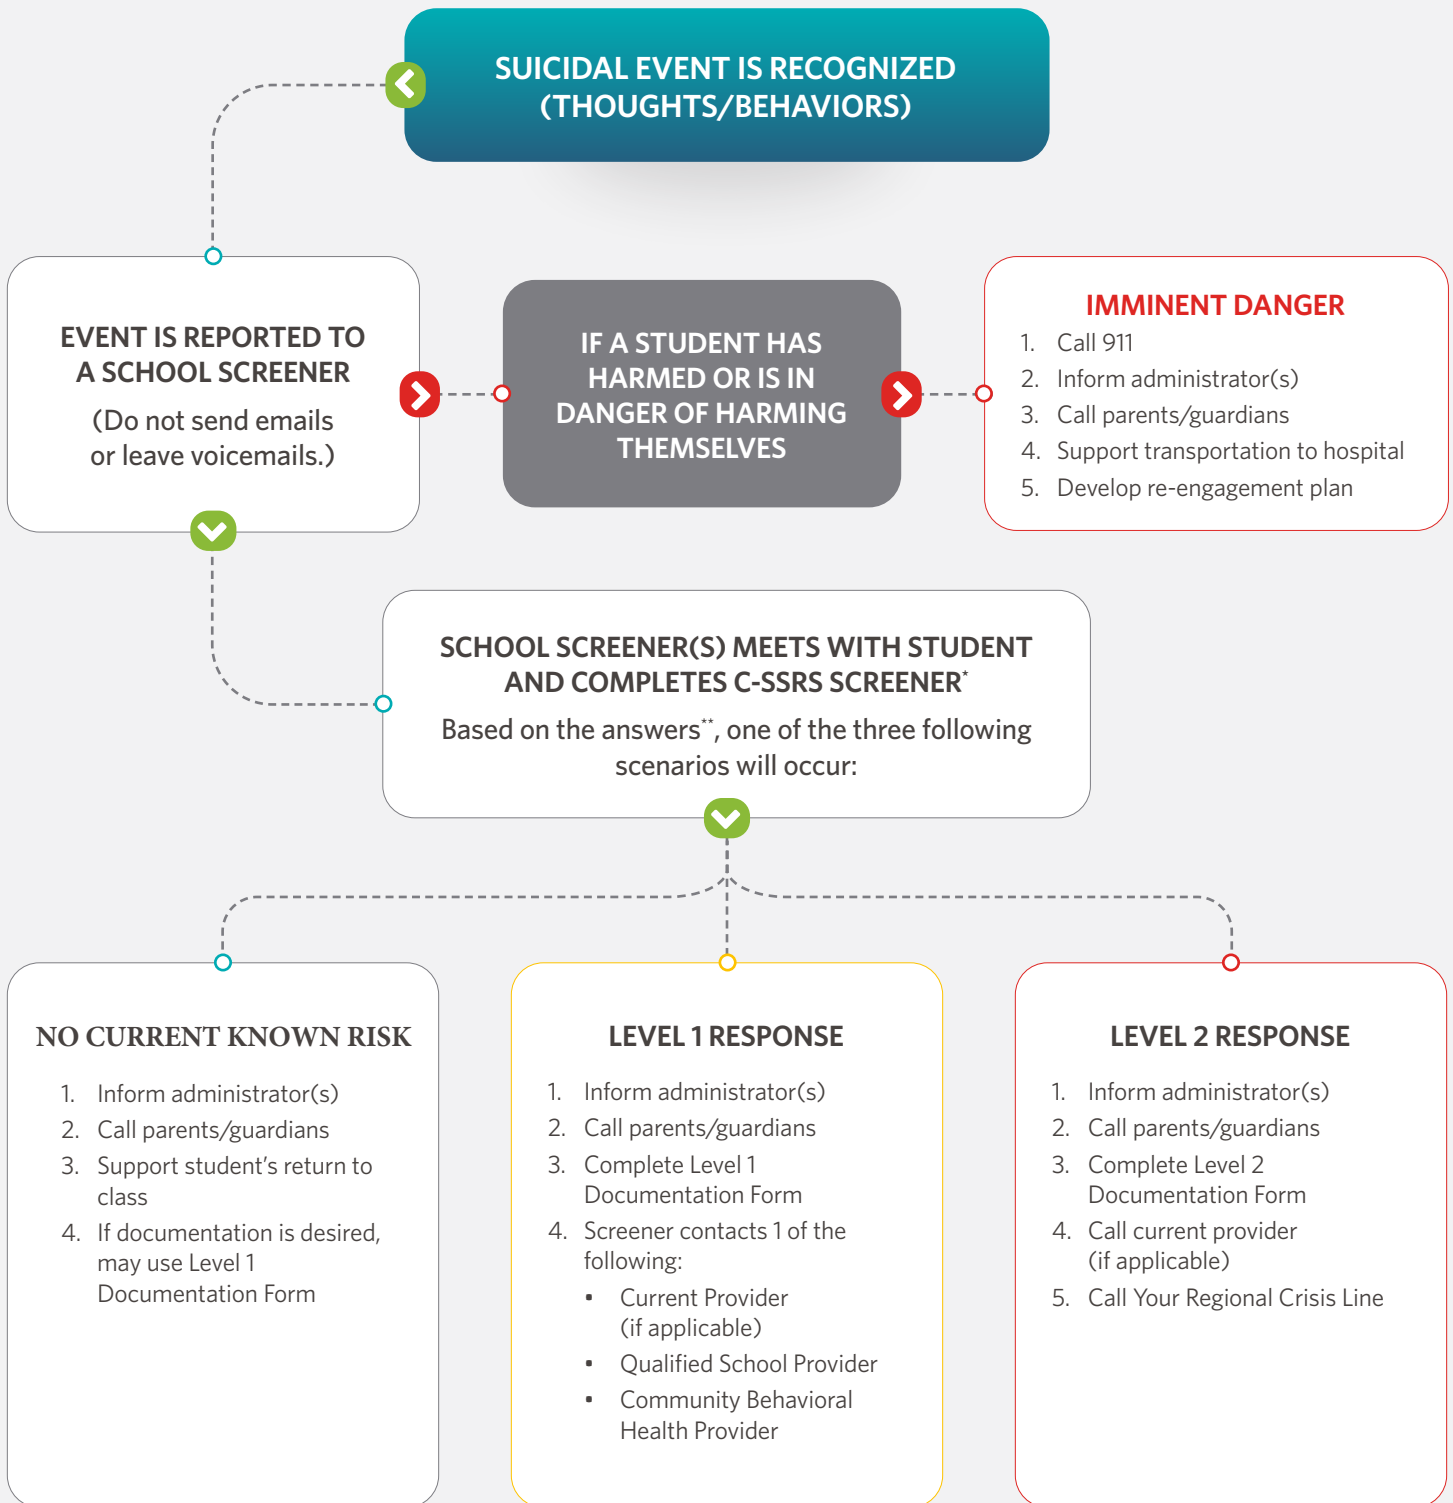 SUICIDAL EVENT IS RECOGNIZED
(THOUGHTS/BEHAVIORS)
EVENT IS REPORTED TO
A SCHOOL SCREENER
(Do not send emails
or leave voicemails.)
IF A STUDENT HAS
HARMED OR IS IN
DANGER OF HARMING
THEMSELVES
IMMINENT DANGER
1. Call 911
2. Inform administrator(s)
3. Call parents/guardians
4. Support transportation to hospital
5. Develop re-engagement plan
SCHOOL SCREENER(S) MEETS WITH STUDENT
AND COMPLETES C-SSRS SCREENER*
Based on the answers**, one of the three following
scenarios will occur:
NO CURRENT KNOWN RISK
1. Inform administrator(s)
2. Call parents/guardians
3. Support student's return to
class
4. If documentation is desired,
may use Level 1
Documentation Form
LEVEL 1 RESPONSE
1. Inform administrator(s)
2. Call parents/guardians
3. Complete Level 1
Documentation Form
4. Screener contacts 1 of the
following:
• Current Provider
(if applicable)
• Qualified School Provider
• Community Behavioral
Health Provider
LEVEL 2 RESPONSE
1. Inform administrator(s)
2. Call parents/guardians
3. Complete Level 2
Documentation Form
4. Call current provider
(if applicable)
5. Call Your Regional Crisis Line